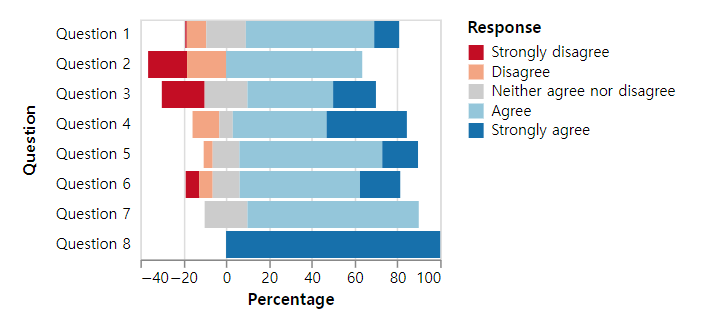 Response
Strongly disagree
Disagree
Neither agree nor disagree
Agree
Strongly agree
Question
Question 1
Question 2
Question 3
Question 4
Question 5
Question 6
Question 7
Question 8
−40 −20 0 20 40 60 80 100
Percentage